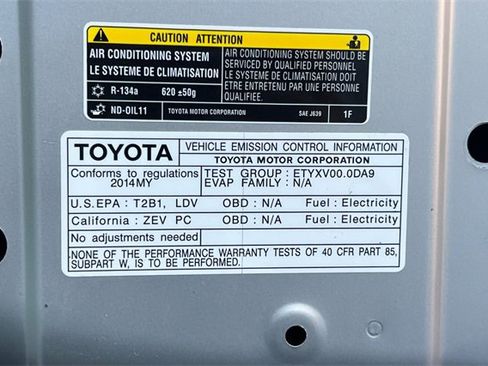 CAUTION ATTENTION
AIR CONDITIONING SYSTEM
LE SYSTEME DE CLIMATISATION
R-134a 620 ±50g
ND-OIL11 TOYOTA MOTOR CORPORATION SAE J639 1F
AIR CONDITIONING SYSTEM SHOULD BE
SERVICED BY QUALIFIED PERSONNEL
LE SYSTEME DE CLIMATISATION DOIT
ETRE ENTRETENU PAR UNE PERSONNE
QUALIFIEE
TOYOTA
VEHICLE EMISSION CONTROL INFORMATION
TOYOTA MOTOR CORPORATION
Conforms to regulations
2014MY
TEST GROUP : ETYXV00.0DA9
EVAP FAMILY : N/A
U.S.EPA : T2B1, LDV OBD : N/A Fuel : Electricity
California : ZEV PC OBD : N/A Fuel : Electricity
No adjustments needed
NONE OF THE PERFORMANCE WARRANTY TESTS OF 40 CFR PART 85,
SUBPART W, IS TO BE PERFORMED.